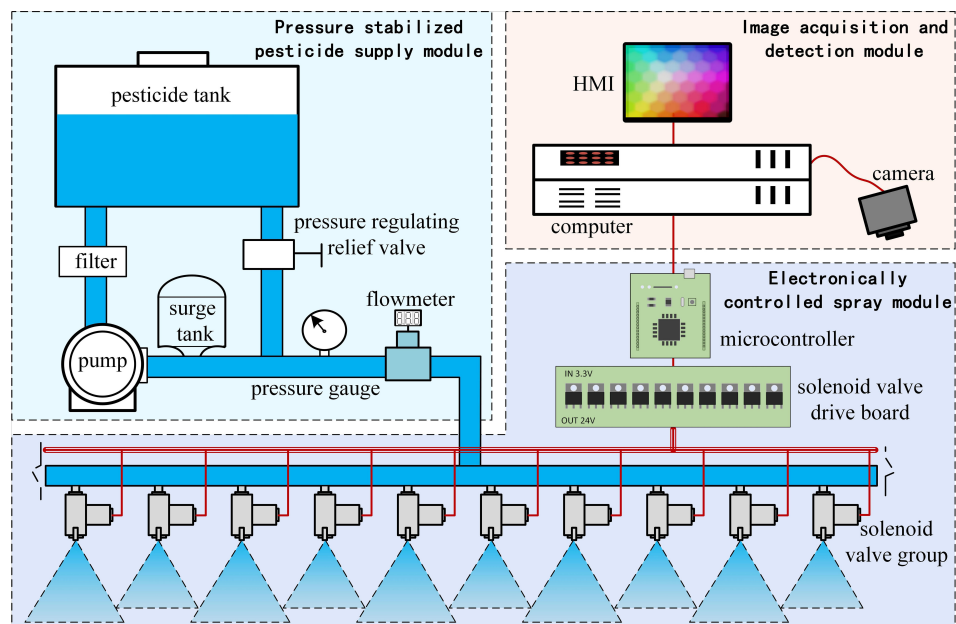 Pressure stabilized
pesticide supply module
pesticide tank
pressure regulating
relief valve
filter
surge
tank
flowmeter
pump
pressure gauge
Image acquisition and
detection module
HMI
camera
computer
Electronically
controlled spray module
microcontroller
IN 3.3V
OUT 24V
solenoid valve
drive board
solenoid
valve group